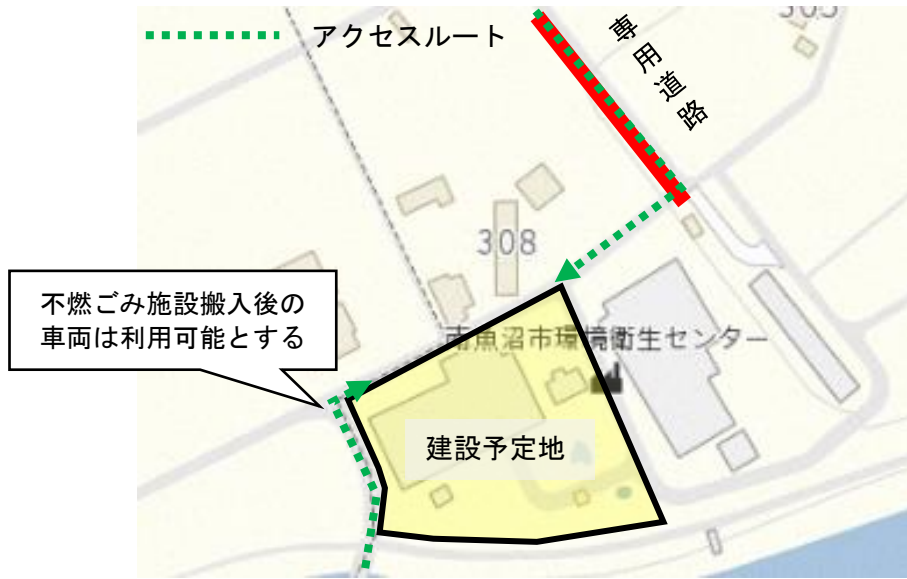 アクセスルート
専用道路
308
不燃ごみ施設搬入後の
車両は利用可能とする
南魚沼市環境衛生センター
建設予定地